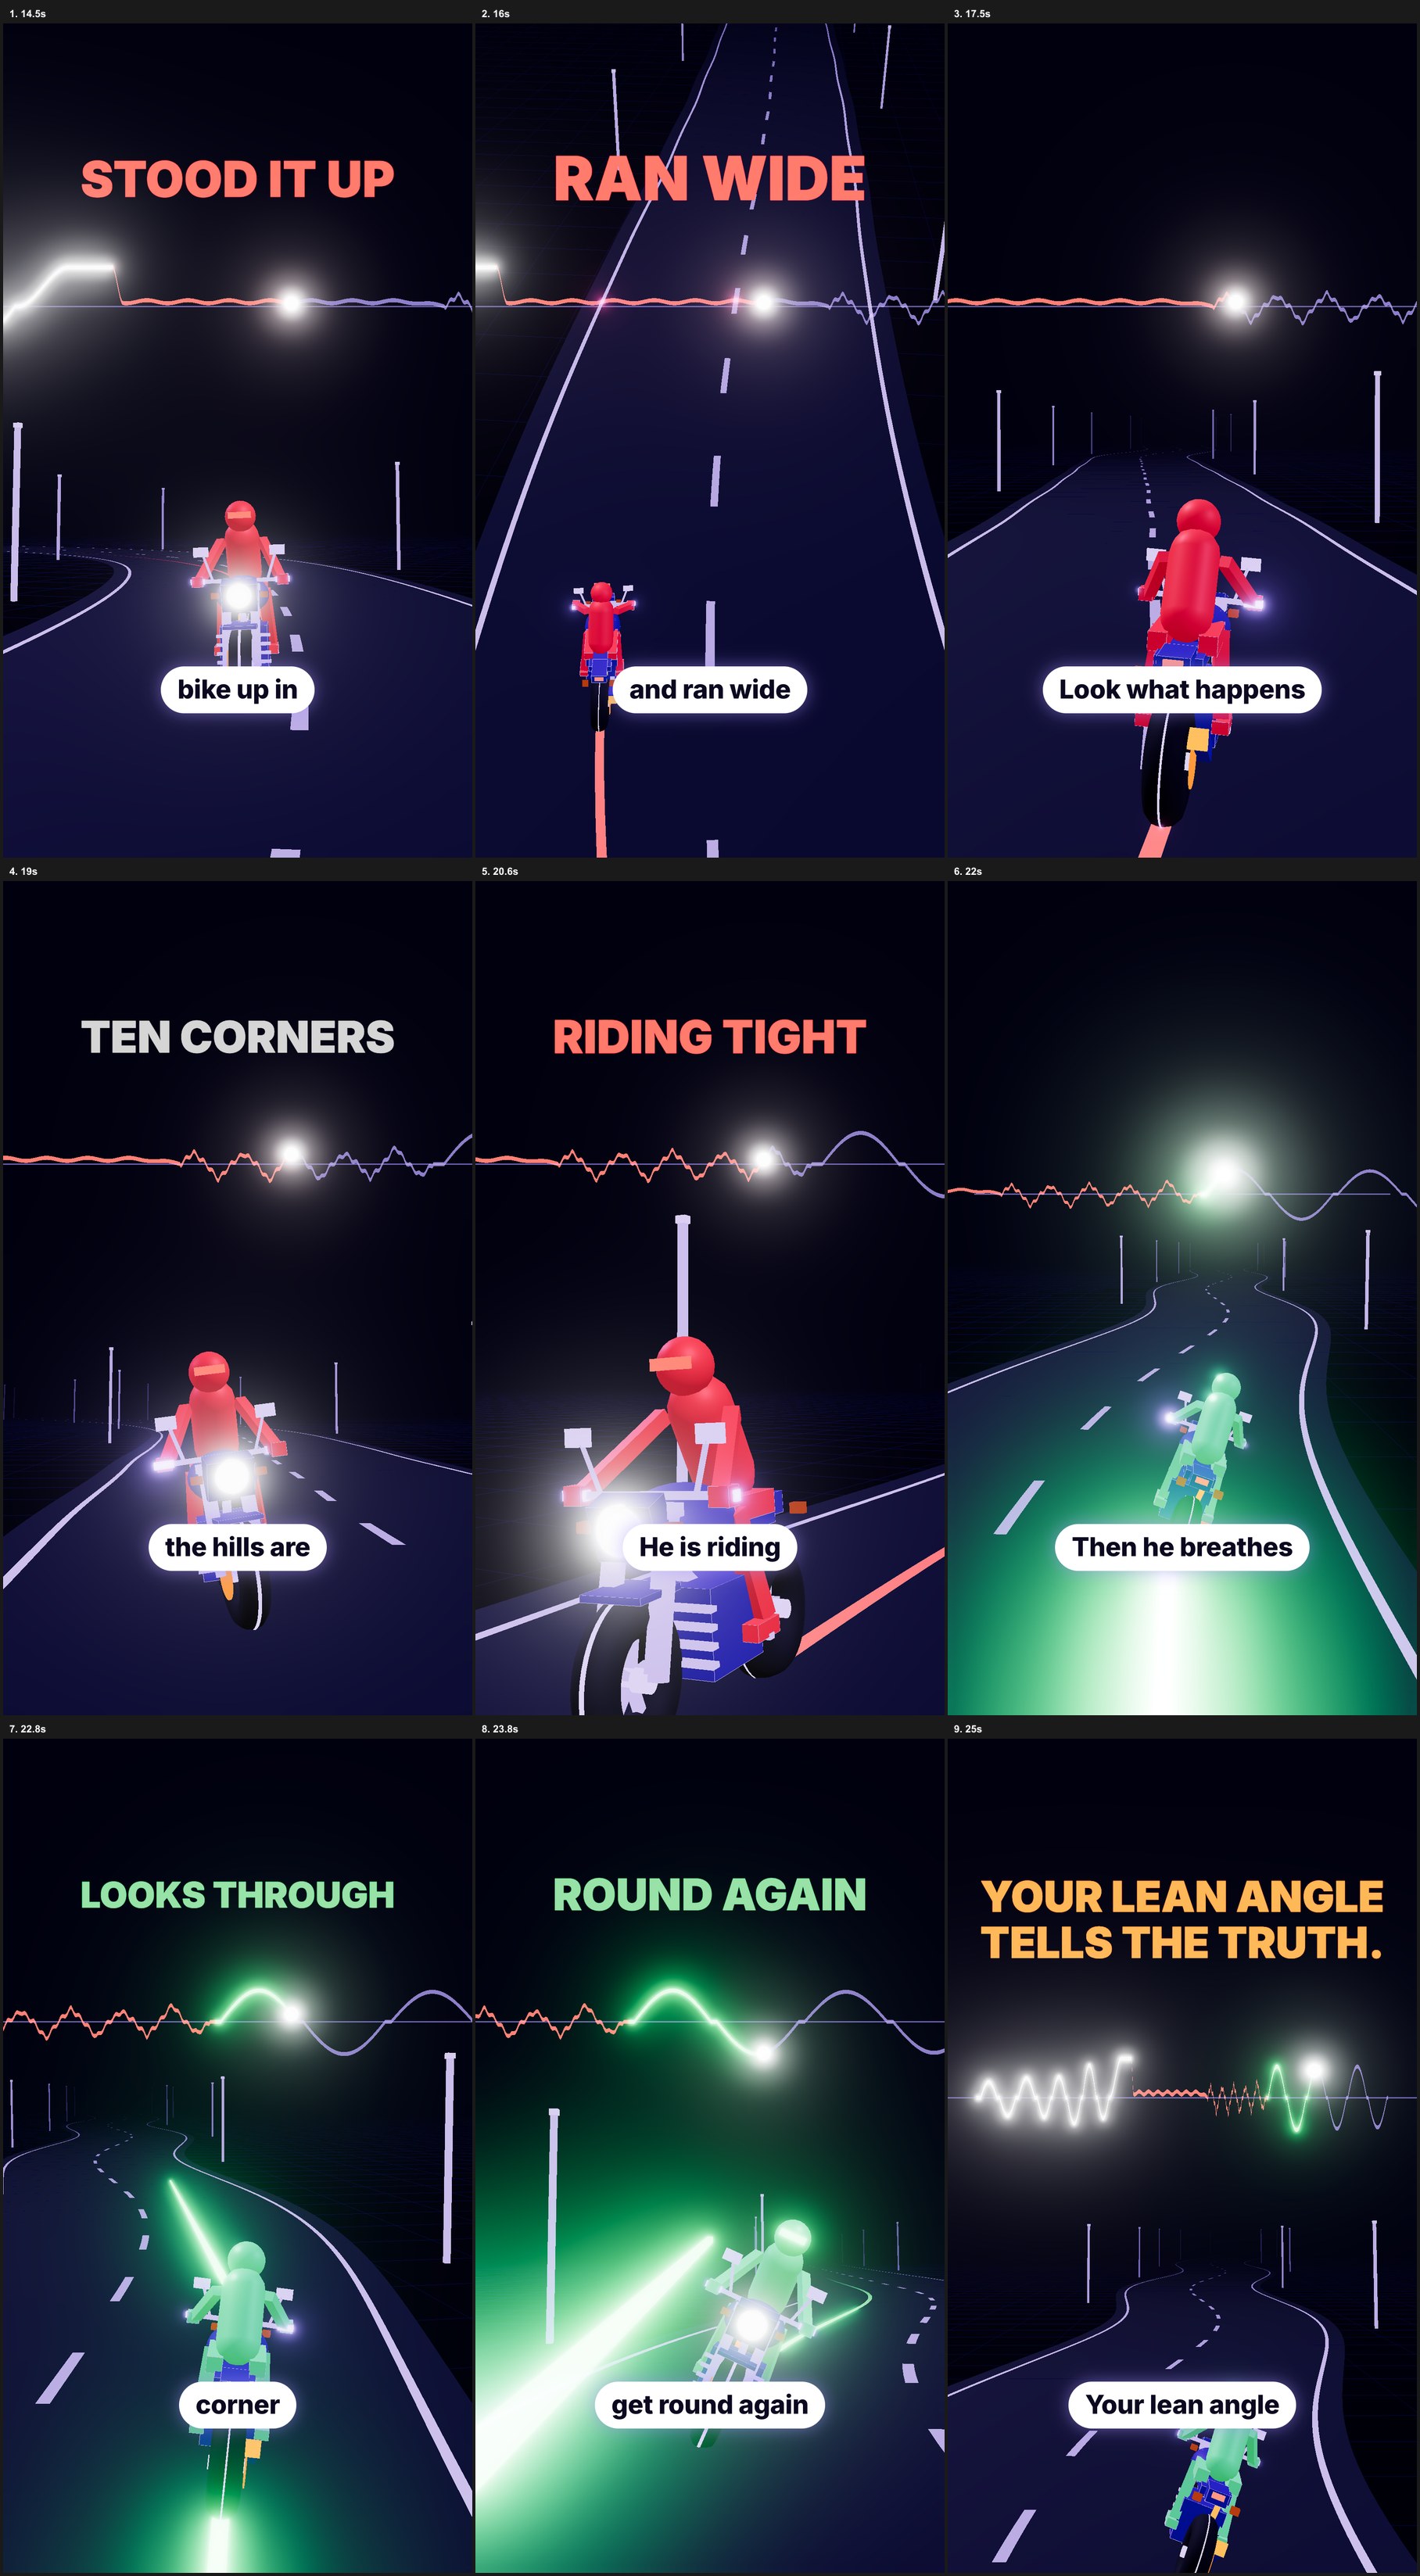 1. 14.5s
STOOD IT UP
bike up in
2. 16s
RAN WIDE
and ran wide
3. 17.5s
Look what happens
4. 19s
TEN CORNERS
the hills are
5. 20.6s
RIDING TIGHT
He is riding
6. 22s
Then he breathes
7. 22.8s
LOOKS THROUGH
corner
8. 23.8s
ROUND AGAIN
get round again
9. 25s
YOUR LEAN ANGLE
TELLS THE TRUTH.
Your lean angle